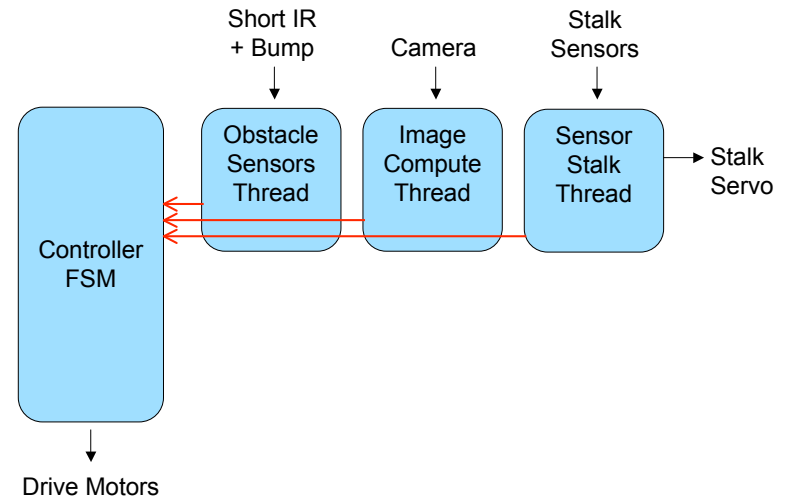 Short IR
+ Bump
Camera
Stalk
Sensors
Obstacle
Sensors
Thread
Image
Compute
Thread
Sensor
Stalk
Thread
Stalk
Servo
Controller
FSM
Drive Motors